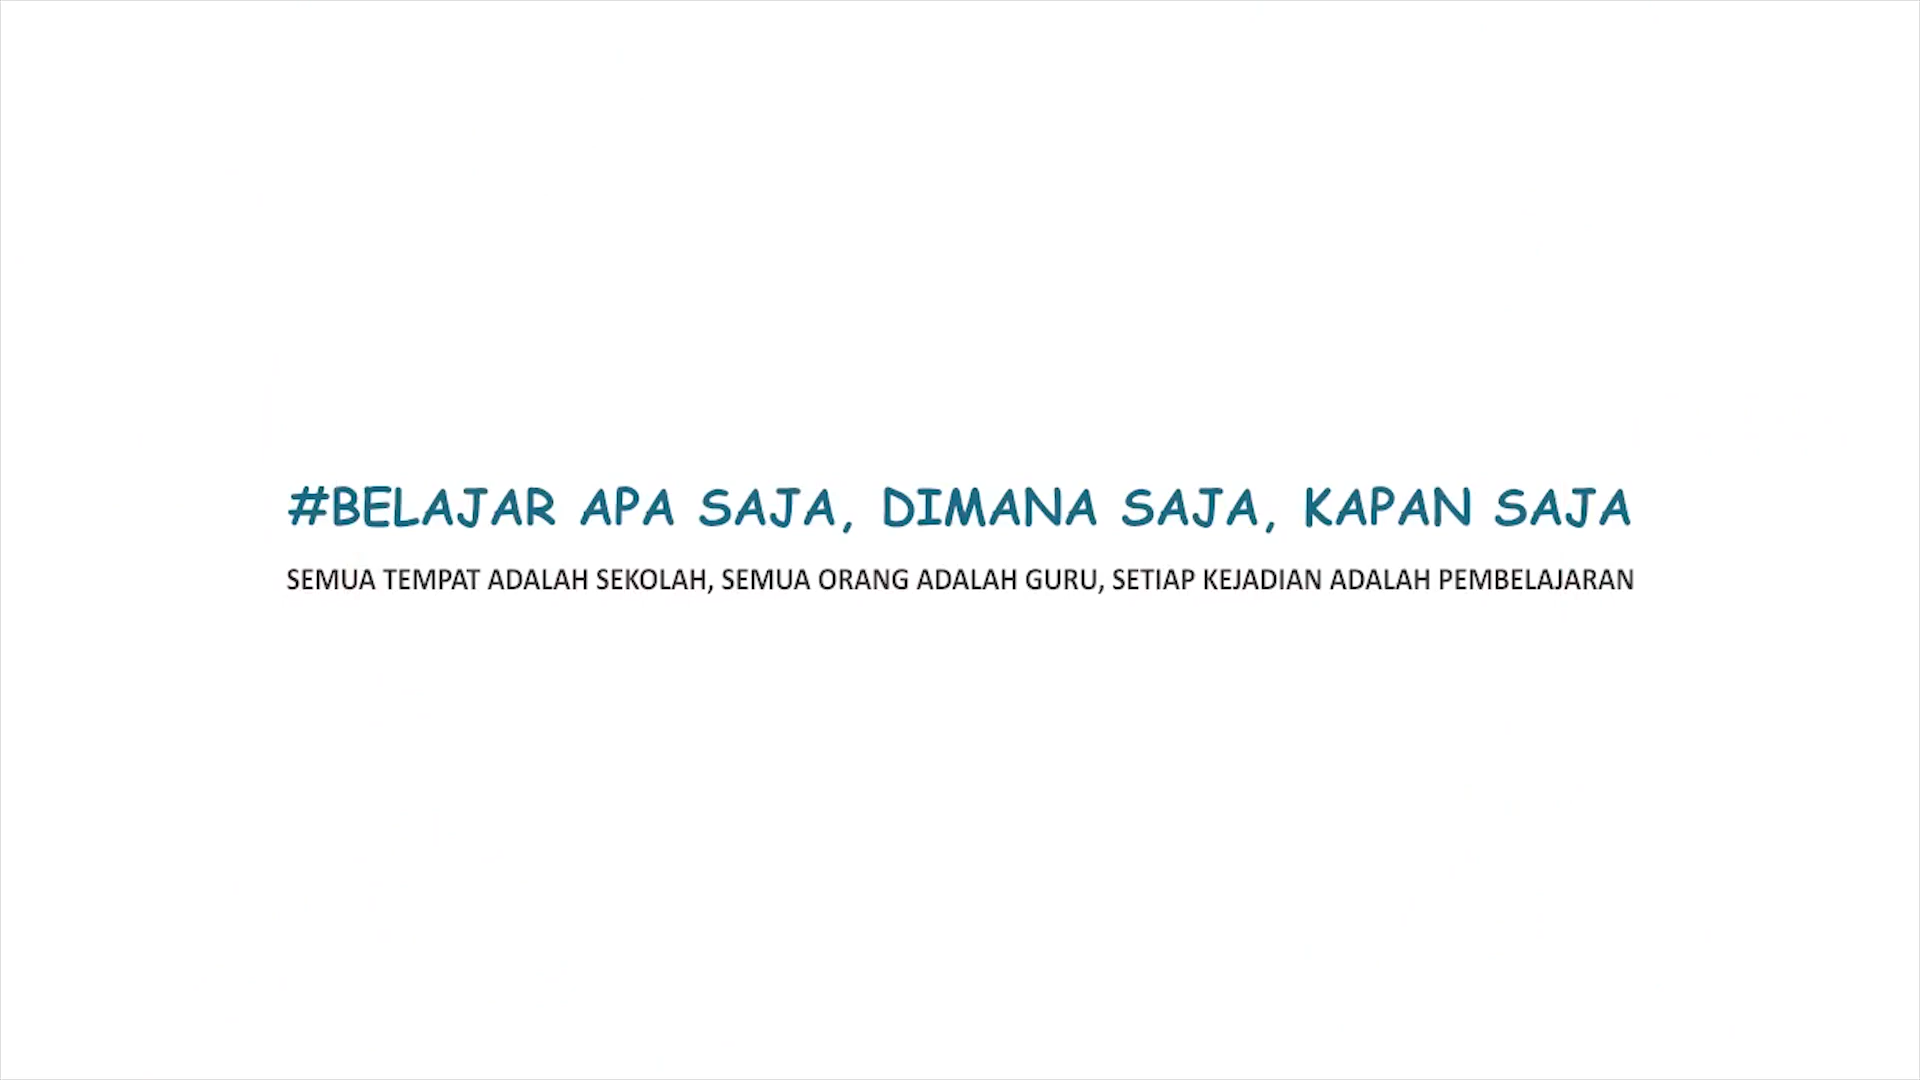 #BELAJAR APA SAJA, DIMANA SAJA, KAPAN SAJA
SEMUA TEMPAT ADALAH SEKOLAH, SEMUA ORANG ADALAH GURU, SETIAP KEJADIAN ADALAH PEMBELAJARAN